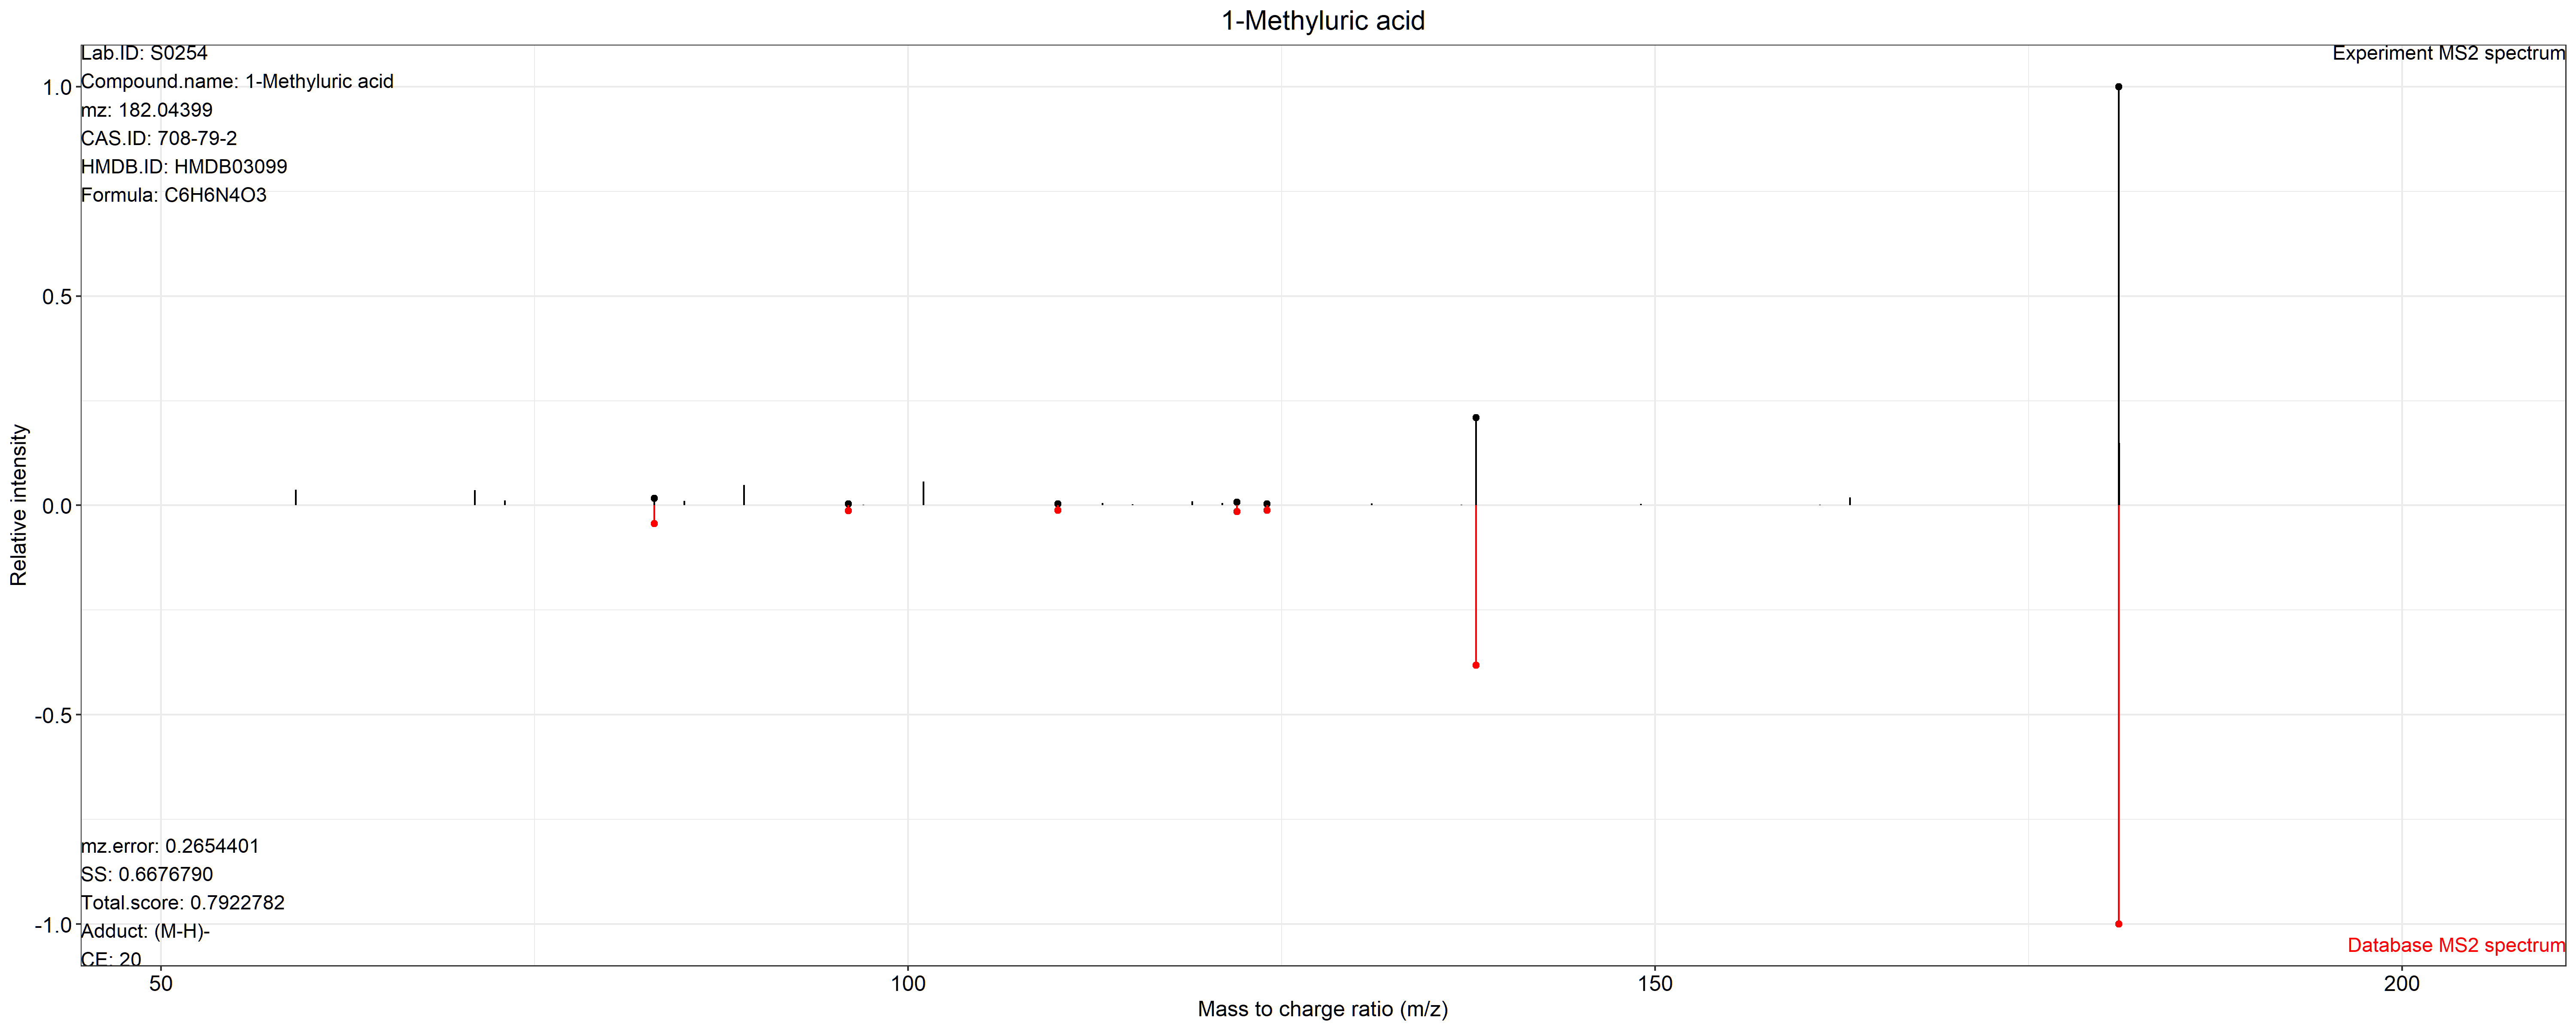 1-Methyluric acid
Lab.ID: S0254
Experiment MS2 spectrum
Compound.name: 1-Methyluric acid
mz: 182.04399
CAS.ID: 708-79-2
HMDB.ID: HMDB03099
Formula: C6H6N4O3
1.0
0.5
0.0
-0.5
-1.0
Relative intensity
mz.error: 0.2654401
SS: 0.6676790
Total.score: 0.7922782
Adduct: (M-H)-
CE: 20
Database MS2 spectrum
50
100
150
200
Mass to charge ratio (m/z)